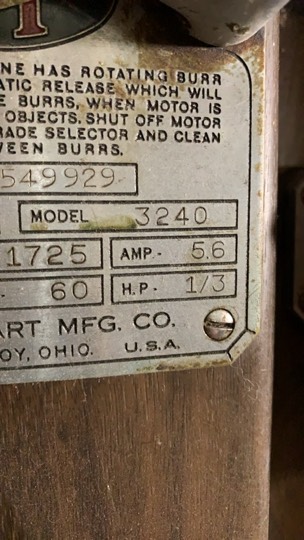 NE HAS ROTATING BURR
ATIC RELEASE WHICH WILL
E BURRS, WHEN MOTOR IS
OBJECTS. SHUT OFF MOTOR
RADE SELECTOR AND CLEAN
WEEN BURRS.
549929
MODEL 3240
1725 AMP. 5.6
60 H.P. 1/3
ART MFG. CO.
OY, OHIO. U.S.A.